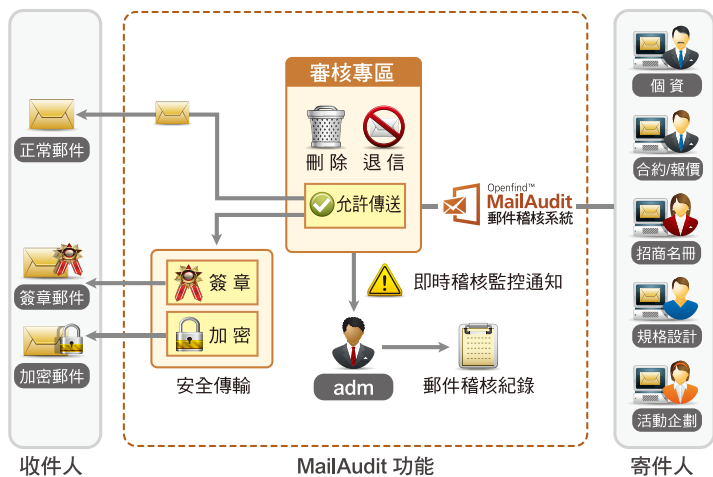 審核專區
刪除 退信
允許傳送
Openfind™
MailAudit
郵件稽核系統
正常郵件
簽章郵件
加密郵件
簽章
加密
安全傳輸
即時稽核監控通知
adm
郵件稽核紀錄
個資
合約/報價
招商名冊
規格設計
活動企劃
收件人
MailAudit 功能
寄件人